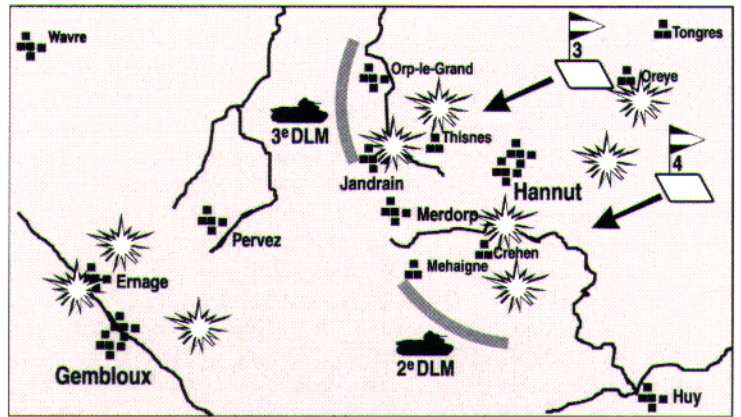 Wavre
Tongres
3
Orp-le-Grand
Oreye
3e DLM
Thisnes
4
Jandrain
Hannut
Merdorp
Pervez
Crehen
Mehaigne
Ernage
2e DLM
Gembloux
Huy